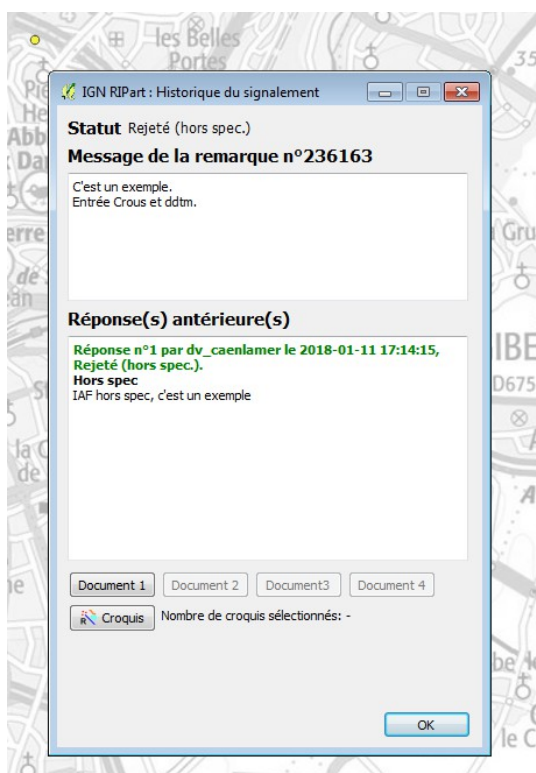 les Belles
Portes
35
IGN RIPart : Historique du signalement
Statut Rejeté (hors spec.)
Message de la remarque n°236163
C'est un exemple.
Entrée Crous et ddtm.
Réponse(s) antérieure(s)
Réponse n°1 par dv_caenlamer le 2018-01-11 17:14:15,
Rejeté (hors spec.).
Hors spec
IAF hors spec, c'est un exemple
D675
Document 1 Document 2 Document3 Document 4
Croquis Nombre de croquis sélectionnés: -
OK